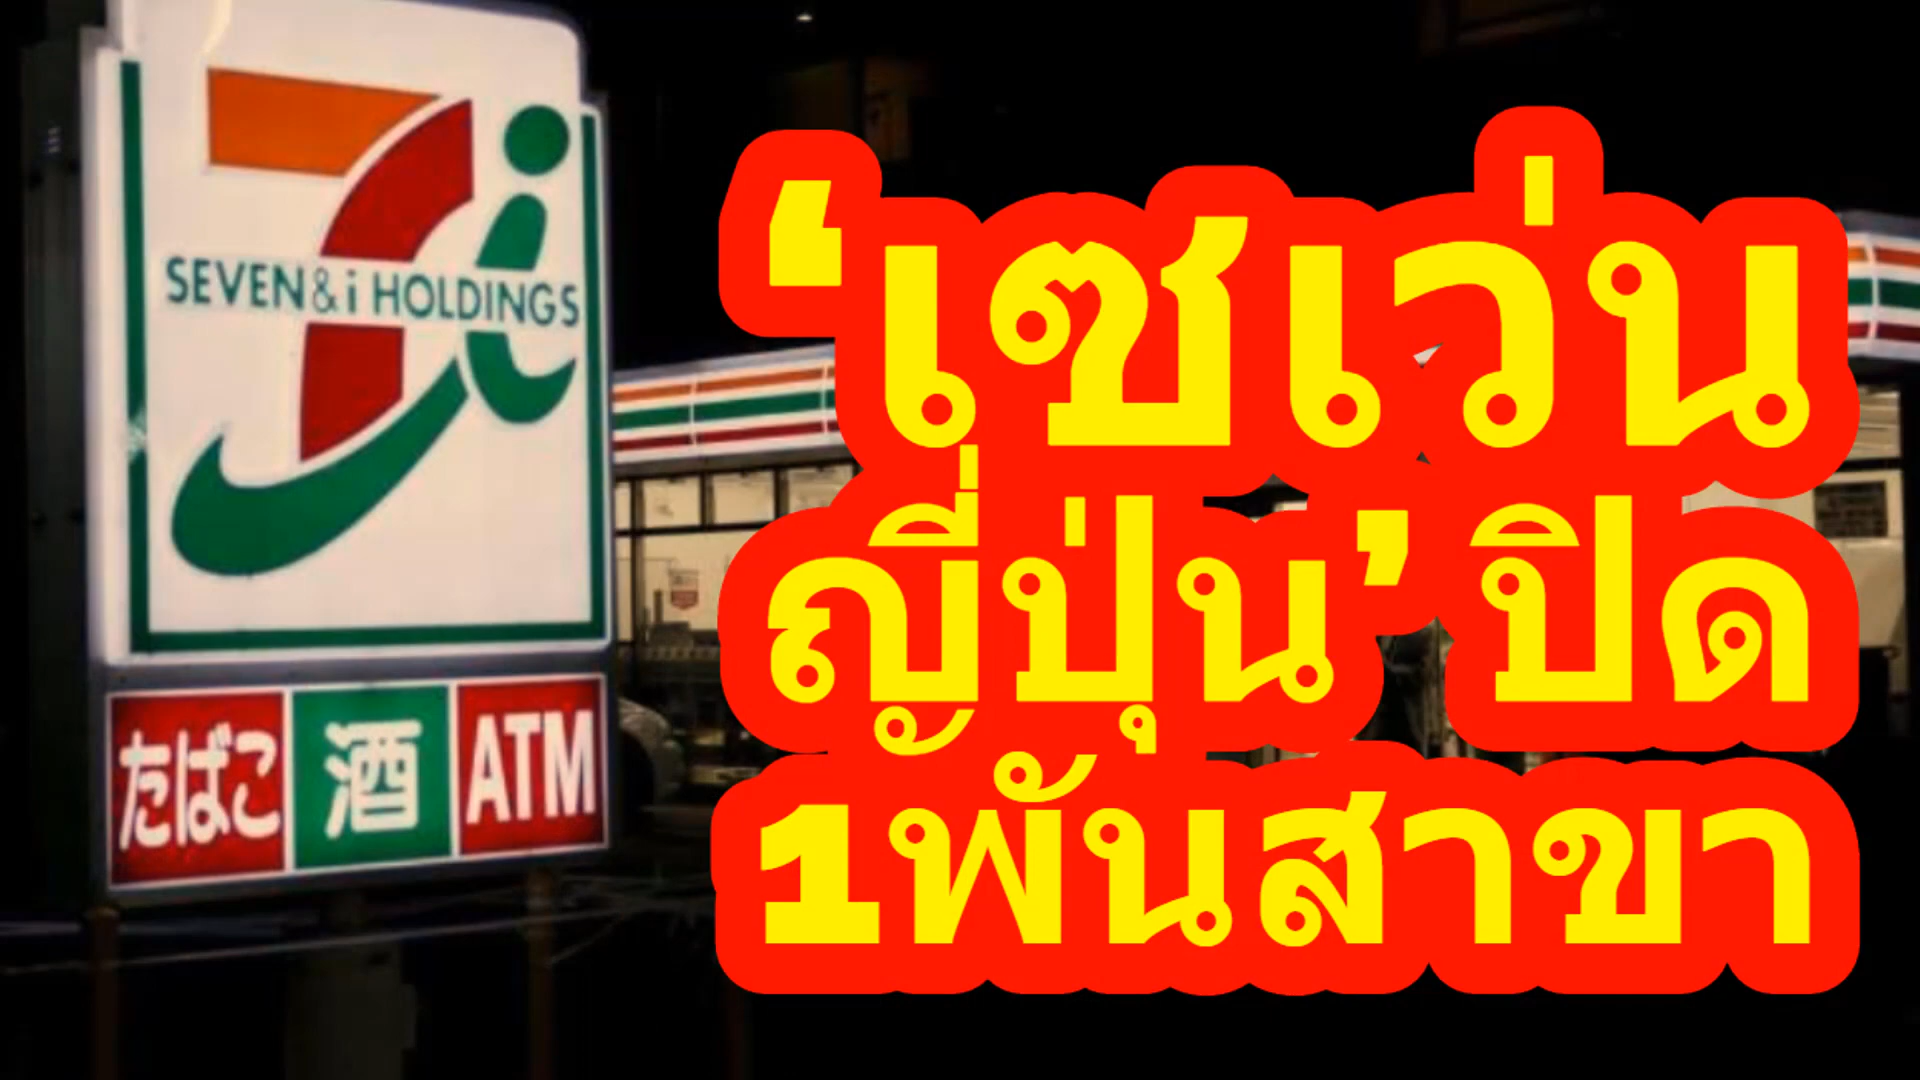 SEVEN & i HOLDINGS
たばこ 酒 ATM
‘เซเว่น
ญี่ปุ่น’ ปิด
1พันสาขา